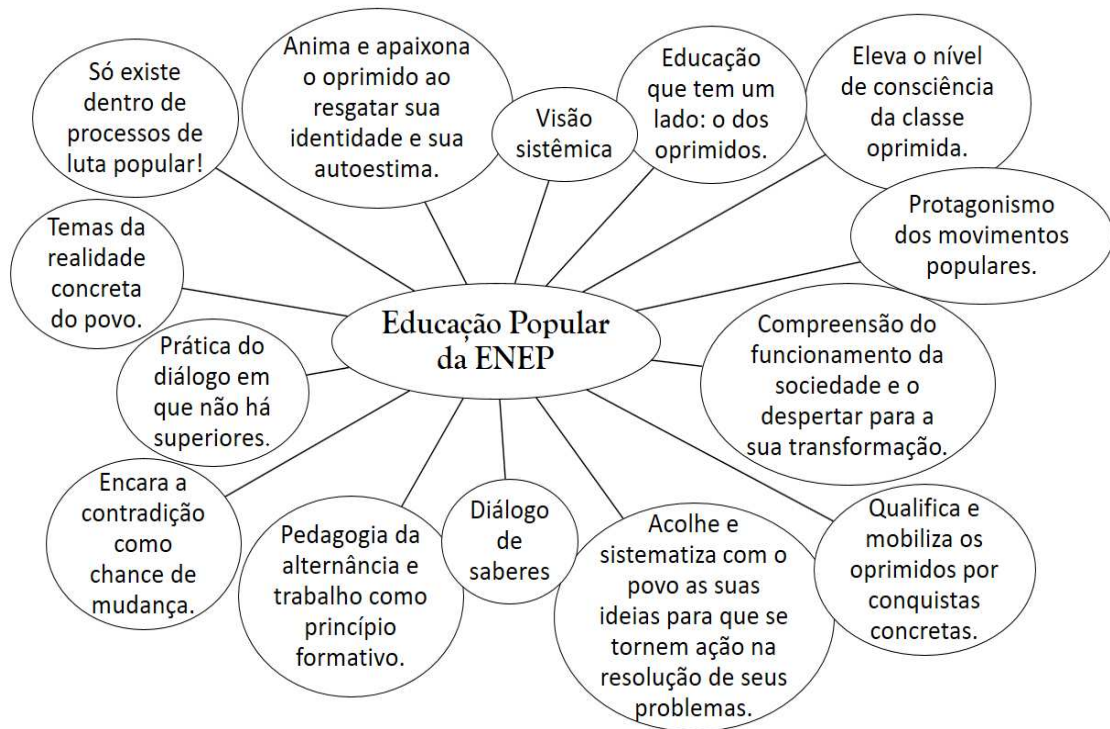 Só existe
dentro de
processos de
luta popular!
Anima e apaixona
o oprimido ao
resgatar sua
identidade e sua
autoestima.
Visão
sistêmica
Educação
que tem um
lado: o dos
oprimidos.
Eleva o nível
de consciência
da classe
oprimida.
Protagonismo
dos movimentos
populares.
Temas da
realidade
concreta
do povo.
Educação Popular
da ENEP
Compreensão do
funcionamento da
sociedade e o
despertar para a
sua transformação.
Prática do
diálogo em
que não há
superiores.
Encara a
contradição
como
chance de
mudança.
Pedagogia da
alternância e
trabalho como
princípio
formativo.
Diálogo
de
saberes
Acolhe e
sistematiza com o
povo as suas
ideias para que se
tornem ação na
resolução de seus
problemas.
Qualifica e
mobiliza os
oprimidos por
conquistas
concretas.